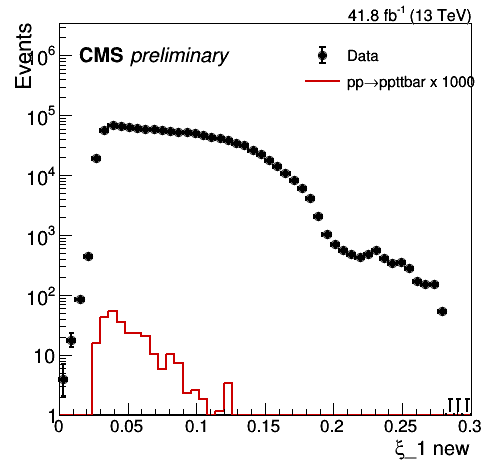 41.8 fb⁻¹ (13 TeV)
Events
CMS preliminary
Data
pp→ppttbar x 1000
10⁶
10⁵
10⁴
10³
10²
10
1
0 0.05 0.1 0.15 0.2 0.25 0.3
ξ_1 new